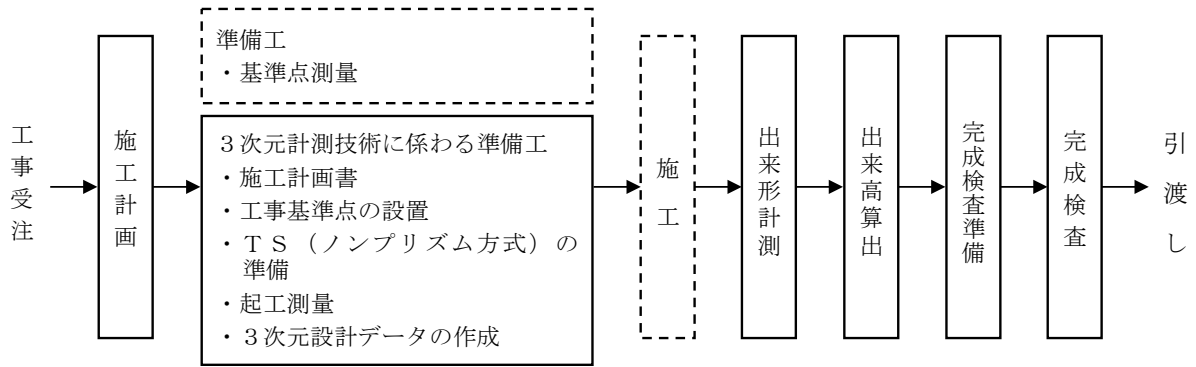 工事受注
施工計画
準備工
・基準点測量
３次元計測技術に係わる準備工
・施工計画書
・工事基準点の設置
・ＴＳ（ノンプリズム方式）の
準備
・起工測量
・３次元設計データの作成
施工
出来形計測
出来高算出
完成検査準備
完成検査
引渡し